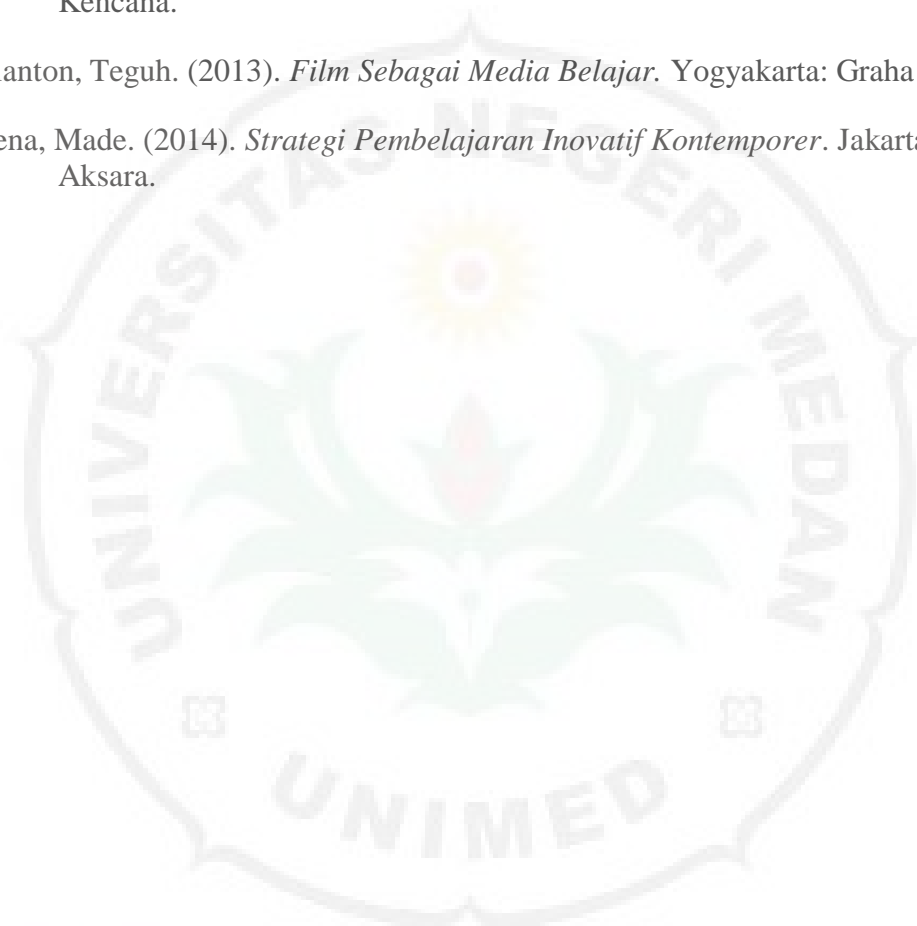 Kencana.
anton, Teguh. (2013). Film Sebagai Media Belajar. Yogyakarta: Graha
ena, Made. (2014). Strategi Pembelajaran Inovatif Kontemporer. Jakarta
Aksara.
UNIVERSITAS NEGERI MEDAN
UNIMED